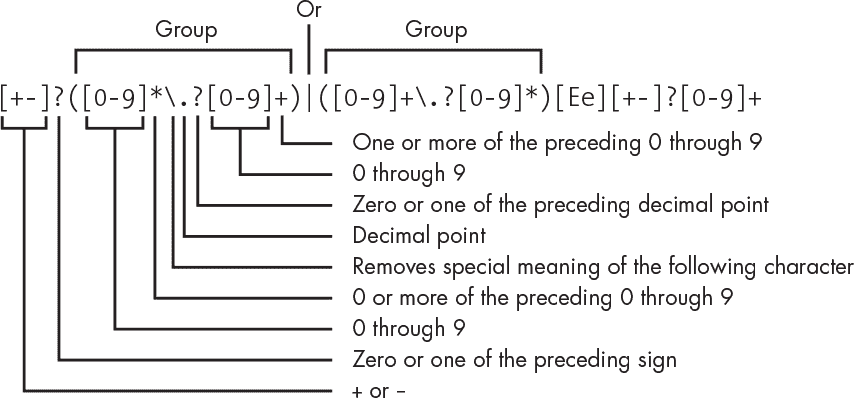 Or
Group Group
[+-]?([0-9]*\.?[0-9]+)|([0-9]+\.?[0-9]*)[Ee][+-]?[0-9]+
One or more of the preceding 0 through 9
0 through 9
Zero or one of the preceding decimal point
Decimal point
Removes special meaning of the following character
0 or more of the preceding 0 through 9
0 through 9
Zero or one of the preceding sign
+ or –